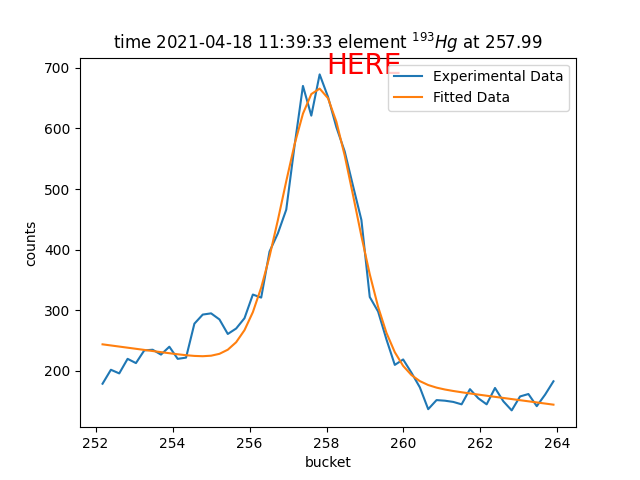 time 2021-04-18 11:39:33 element ¹⁹³Hg at 257.99
HERE
Experimental Data
Fitted Data
counts
700
600
500
400
300
200
252 254 256 258 260 262 264
bucket